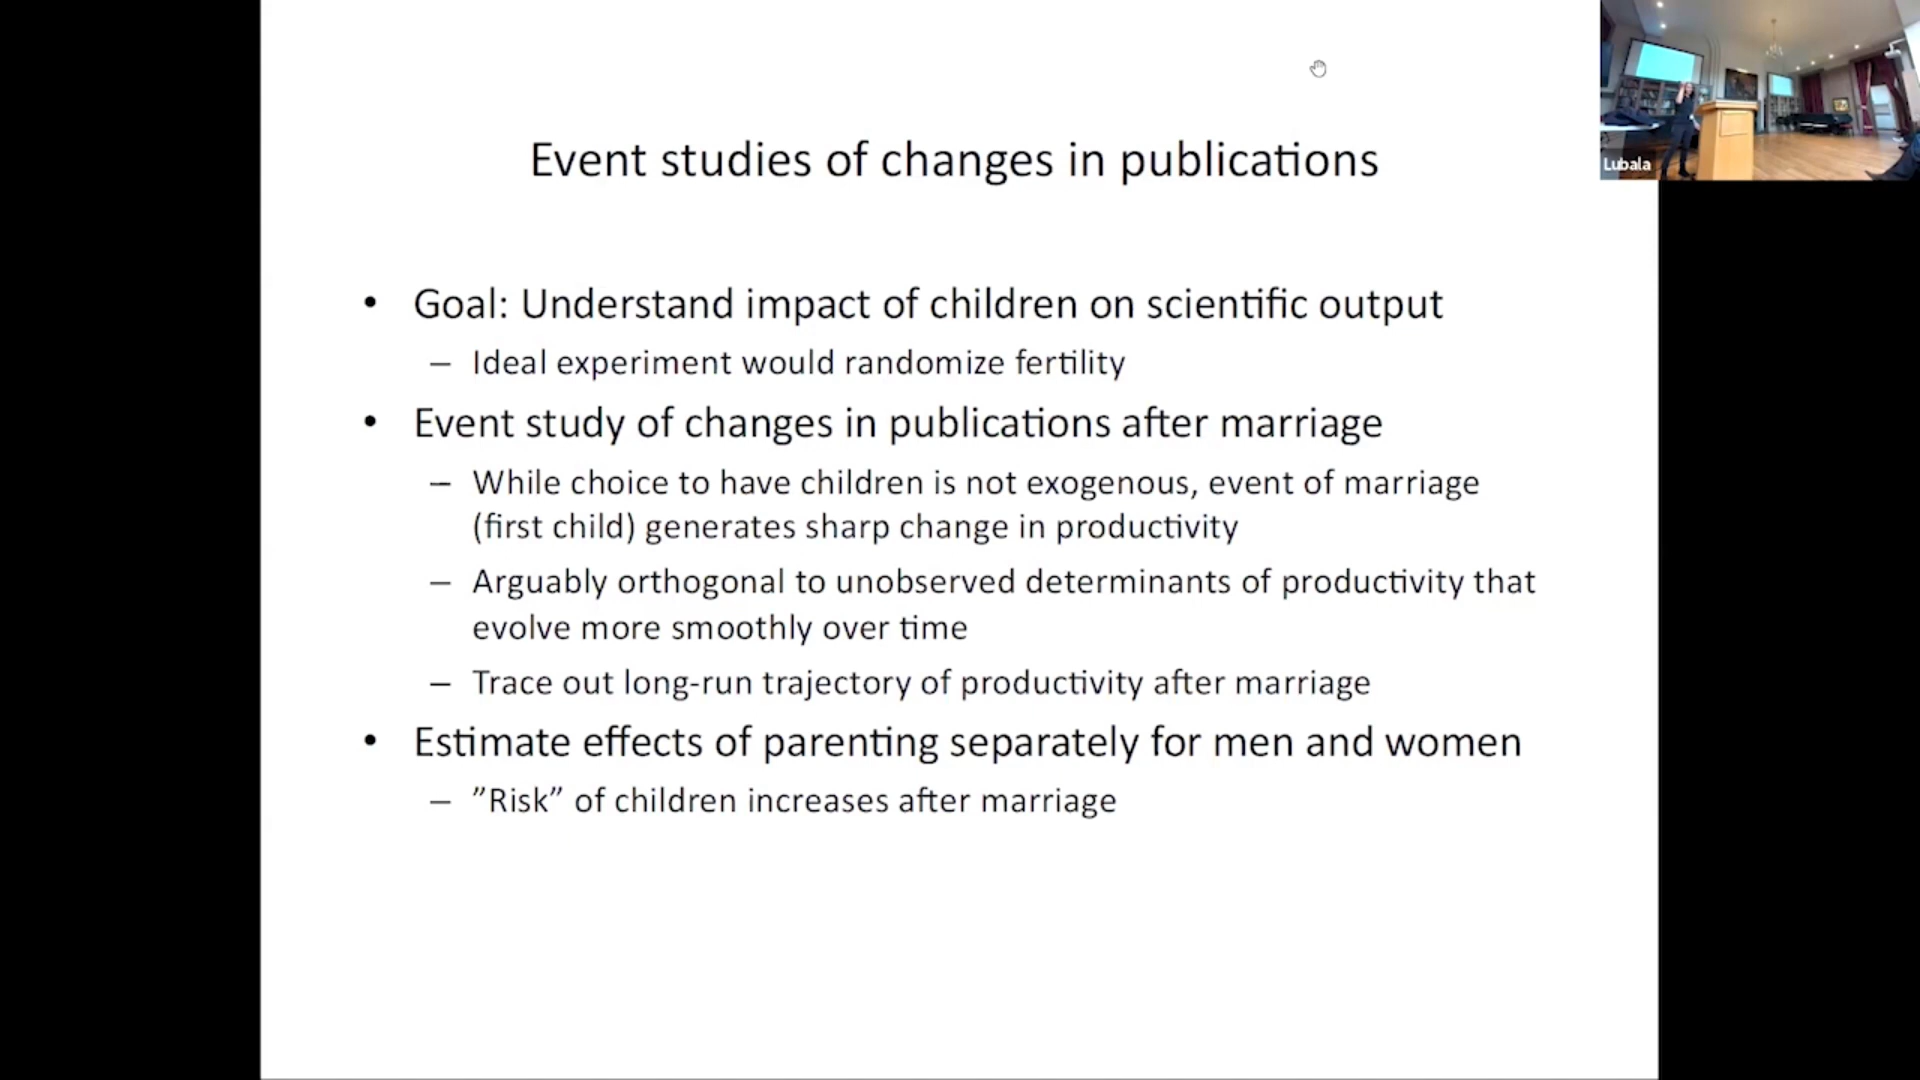 Event studies of changes in publications
• Goal: Understand impact of children on scientific output
– Ideal experiment would randomize fertility
• Event study of changes in publications after marriage
– While choice to have children is not exogenous, event of marriage
(first child) generates sharp change in productivity
– Arguably orthogonal to unobserved determinants of productivity that
evolve more smoothly over time
– Trace out long-run trajectory of productivity after marriage
• Estimate effects of parenting separately for men and women
– ”Risk” of children increases after marriage
Lubala